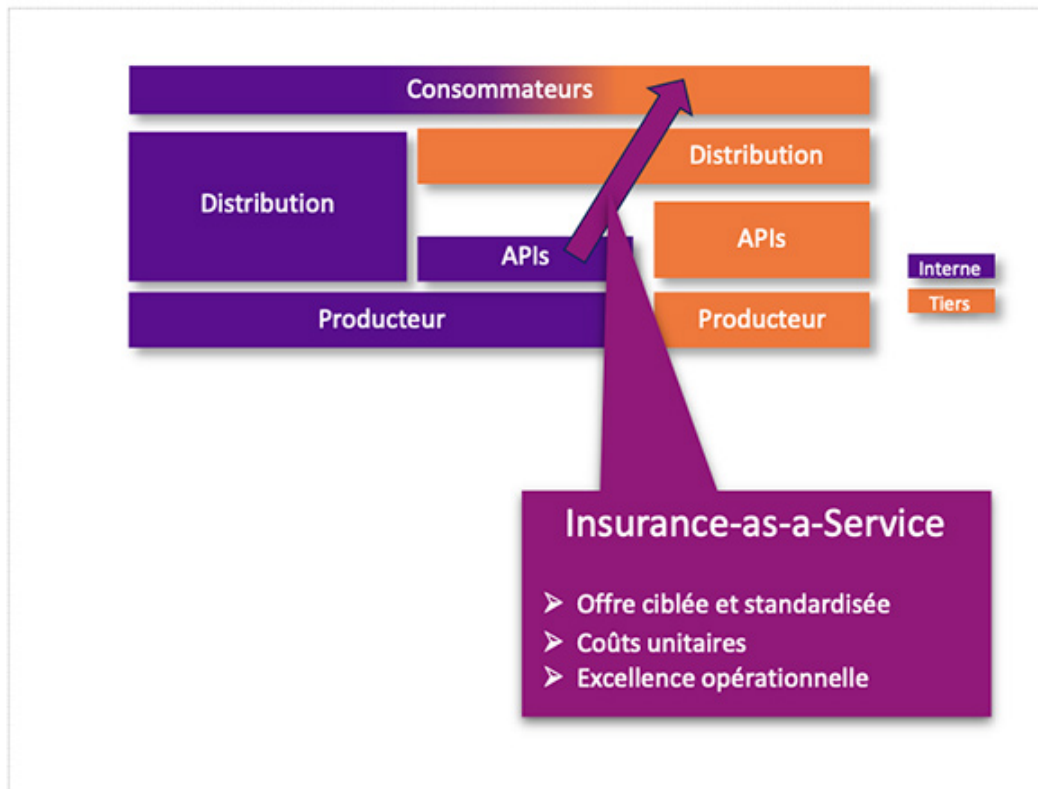 Consommateurs
Distribution
Distribution
APIs
APIs
Interne
Tiers
Producteur
Producteur
Insurance-as-a-Service
➢ Offre ciblée et standardisée
➢ Coûts unitaires
➢ Excellence opérationnelle